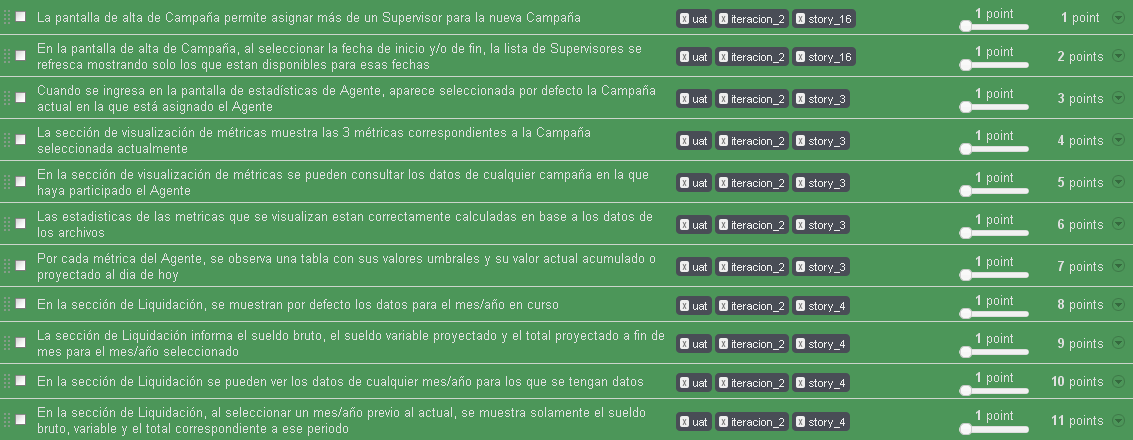 La pantalla de alta de Campaña permite asignar más de un Supervisor para la nueva Campaña x uat x iteracion_2 x story_16 1 point 1 point
En la pantalla de alta de Campaña, al seleccionar la fecha de inicio y/o de fin, la lista de Supervisores se
refresca mostrando solo los que estan disponibles para esas fechas x uat x iteracion_2 x story_16 1 point 2 points
Cuando se ingresa en la pantalla de estadísticas de Agente, aparece seleccionada por defecto la Campaña
actual en la que está asignado el Agente x uat x iteracion_2 x story_3 1 point 3 points
La sección de visualización de métricas muestra las 3 métricas correspondientes a la Campaña
seleccionada actualmente x uat x iteracion_2 x story_3 1 point 4 points
En la sección de visualización de métricas se pueden consultar los datos de cualquier campaña en la que
haya participado el Agente x uat x iteracion_2 x story_3 1 point 5 points
Las estadisticas de las metricas que se visualizan estan correctamente calculadas en base a los datos de
los archivos x uat x iteracion_2 x story_3 1 point 6 points
Por cada métrica del Agente, se observa una tabla con sus valores umbrales y su valor actual acumulado o
proyectado al dia de hoy x uat x iteracion_2 x story_3 1 point 7 points
En la sección de Liquidación, se muestran por defecto los datos para el mes/año en curso x uat x iteracion_2 x story_4 1 point 8 points
La sección de Liquidación informa el sueldo bruto, el sueldo variable proyectado y el total proyectado a fin de
mes para el mes/año seleccionado x uat x iteracion_2 x story_4 1 point 9 points
En la sección de Liquidación se pueden ver los datos de cualquier mes/año para los que se tengan datos x uat x iteracion_2 x story_4 1 point 10 points
En la sección de Liquidación, al seleccionar un mes/año previo al actual, se muestra solamente el sueldo
bruto, variable y el total correspondiente a ese periodo x uat x iteracion_2 x story_4 1 point 11 points